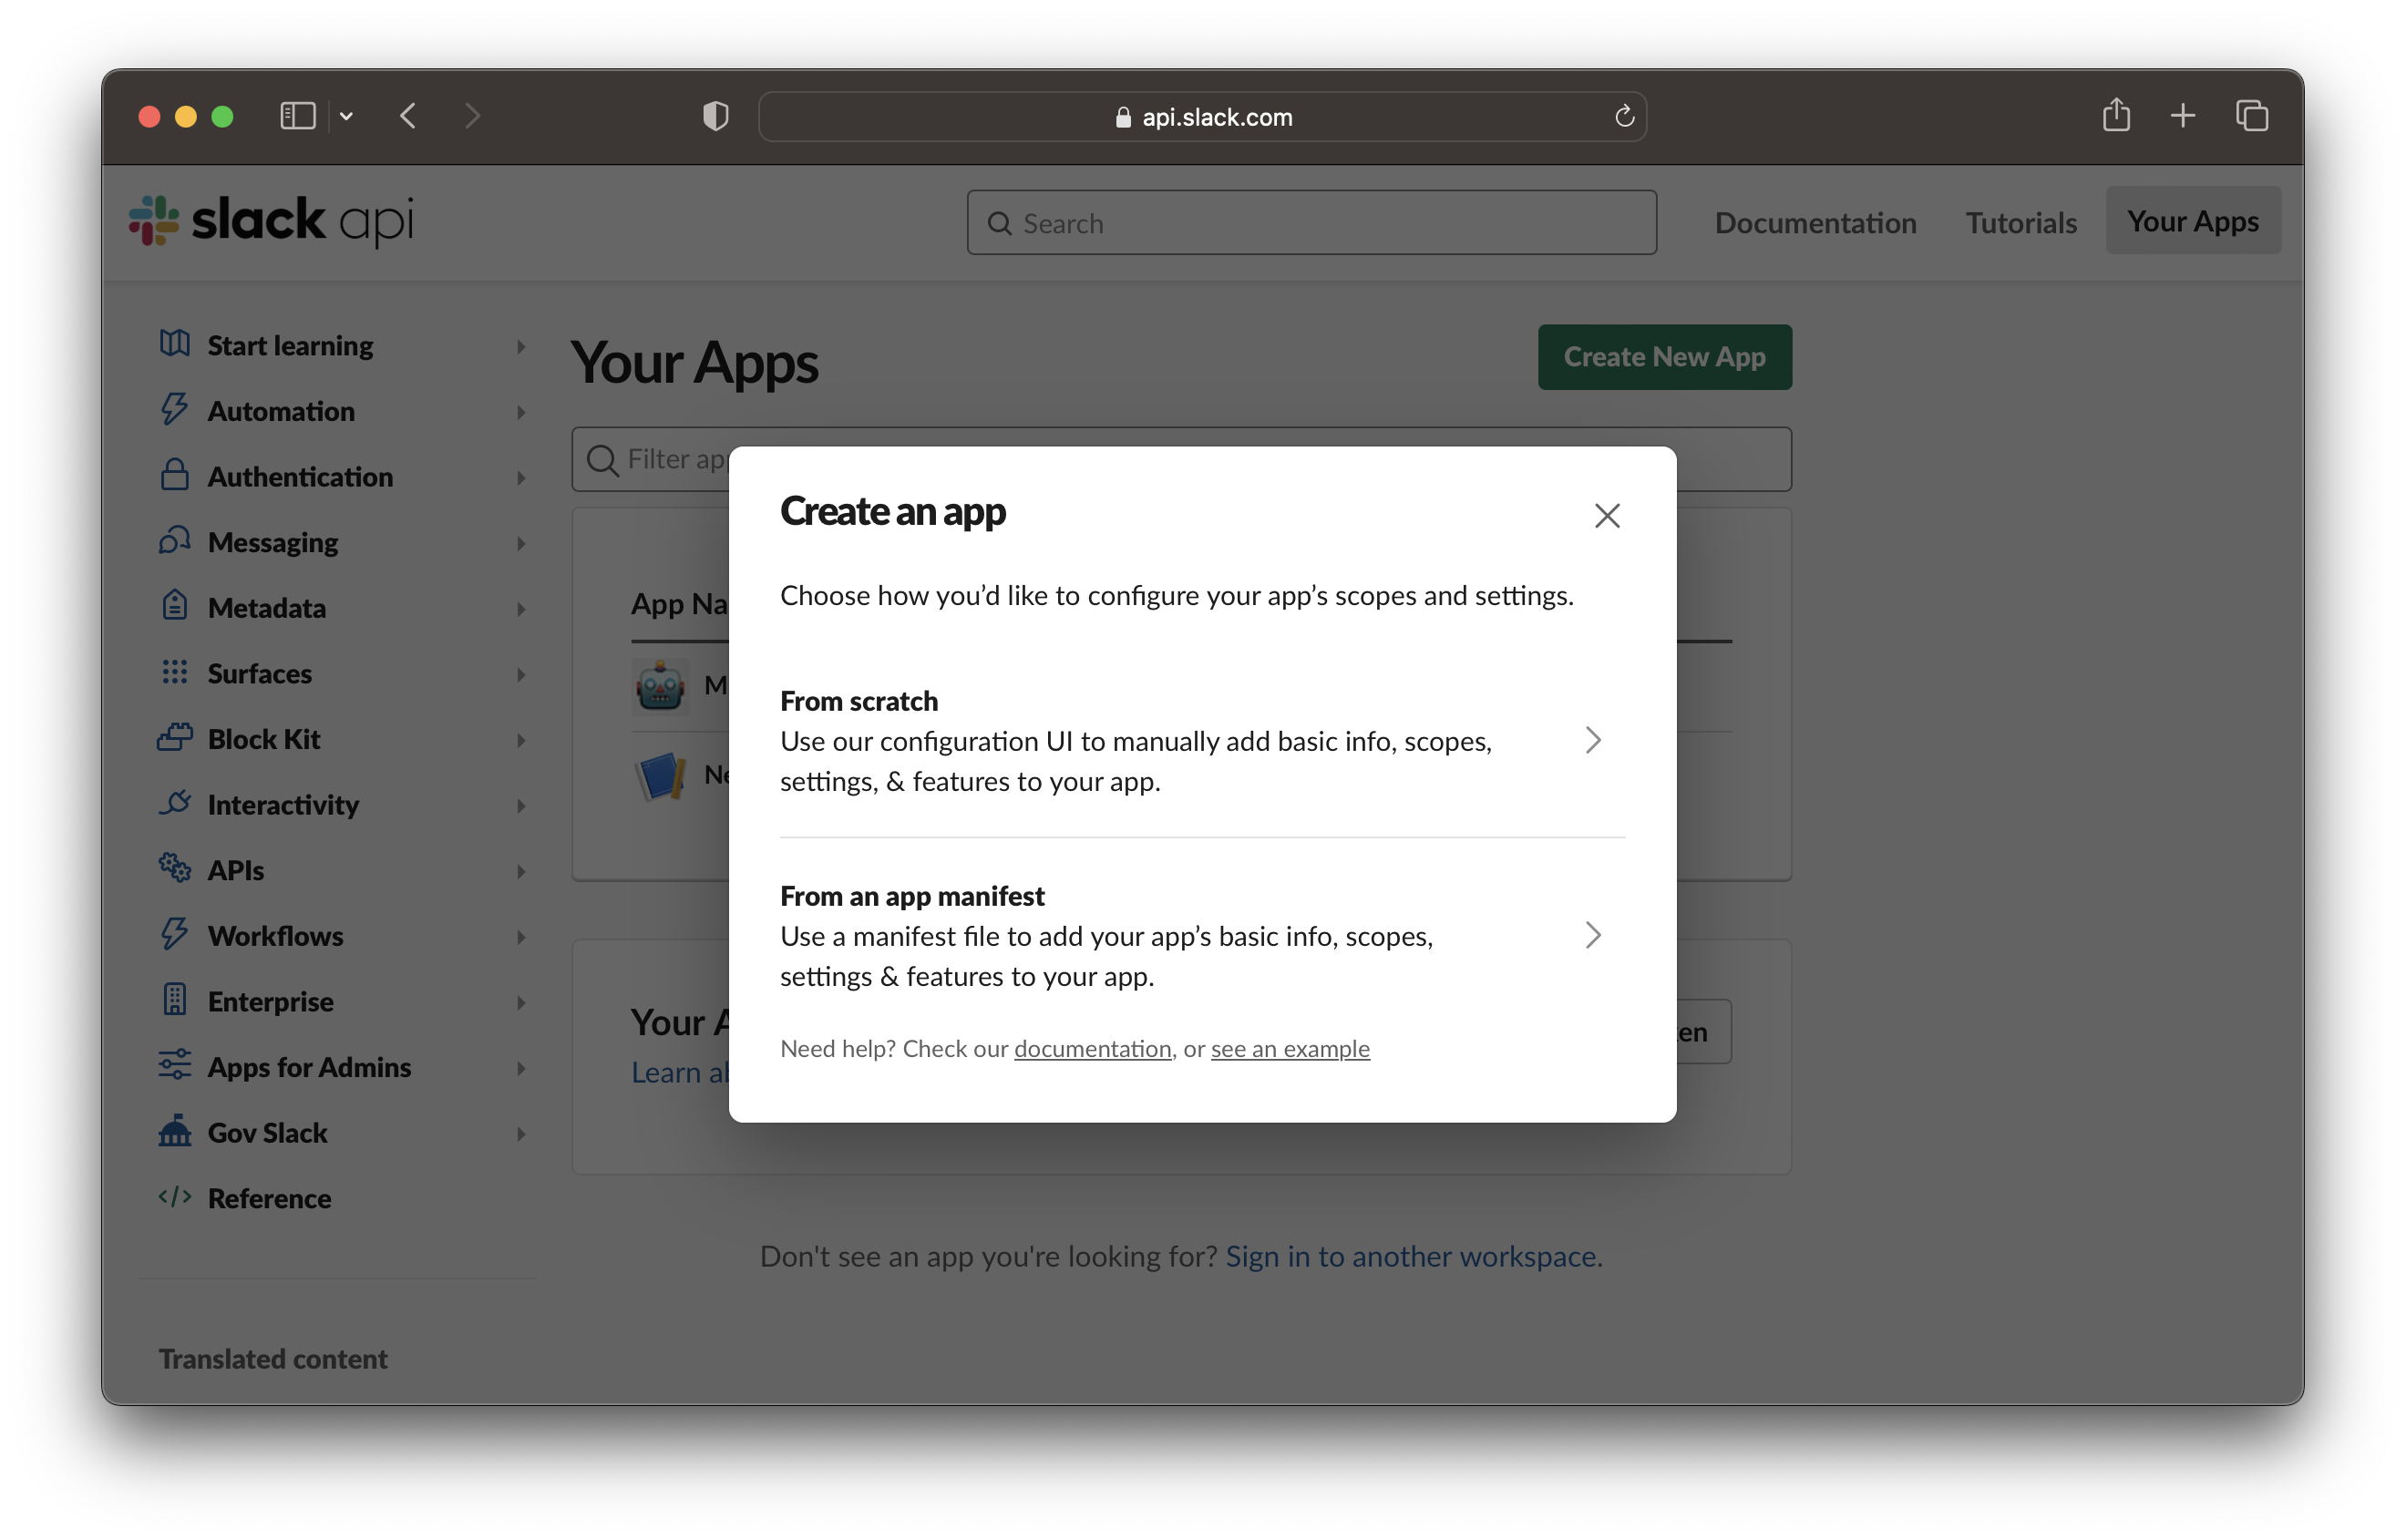 api.slack.com
slack api
Search
Documentation
Tutorials
Your Apps
Start learning
Automation
Authentication
Messaging
Metadata
Surfaces
Block Kit
Interactivity
APIs
Workflows
Enterprise
Apps for Admins
Gov Slack
Reference
Translated content
Your Apps
Create New App
Filter
App
Your
Learn
Create an app
Choose how you’d like to configure your app’s scopes and settings.
From scratch
Use our configuration UI to manually add basic info, scopes,
settings, & features to your app.
From an app manifest
Use a manifest file to add your app’s basic info, scopes,
settings & features to your app.
Need help? Check our documentation, or see an example
Don't see an app you're looking for? Sign in to another workspace.